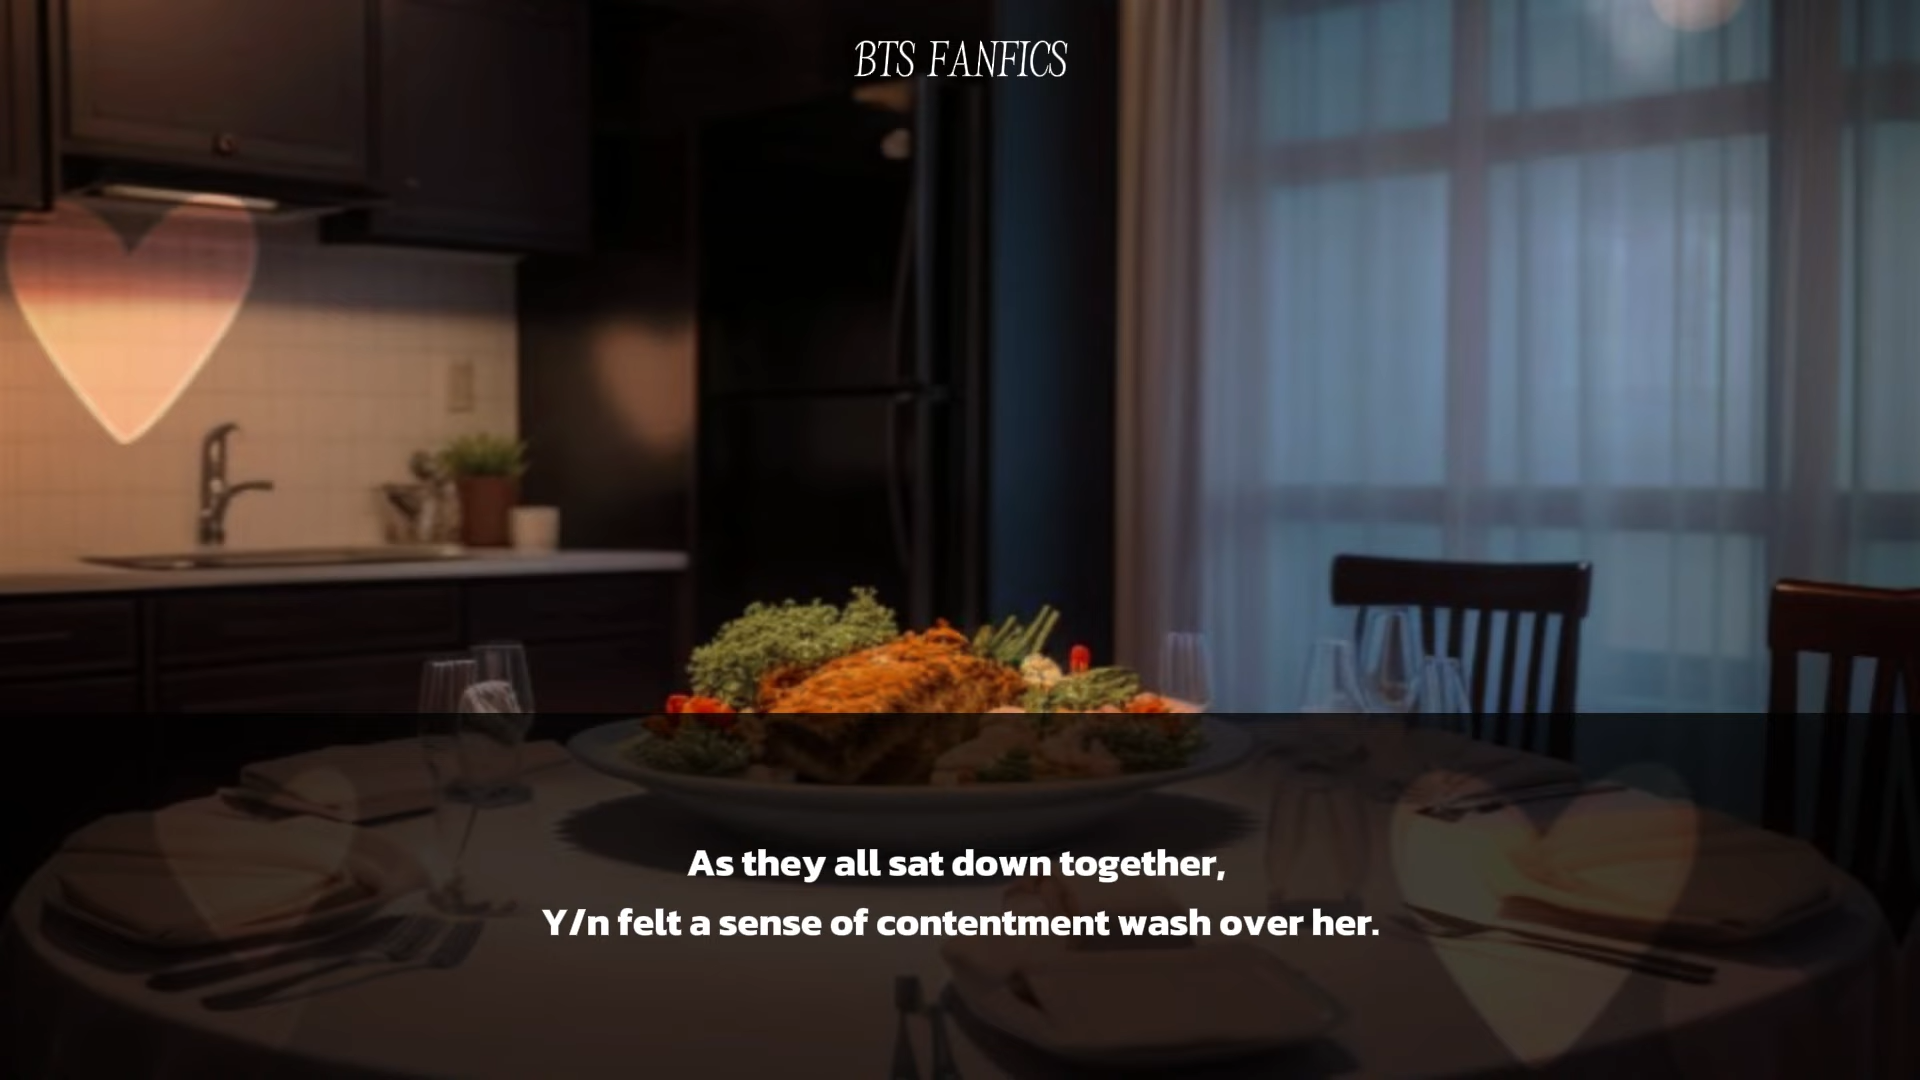 BTS FANFICS
As they all sat down together,
Y/n felt a sense of contentment wash over her.